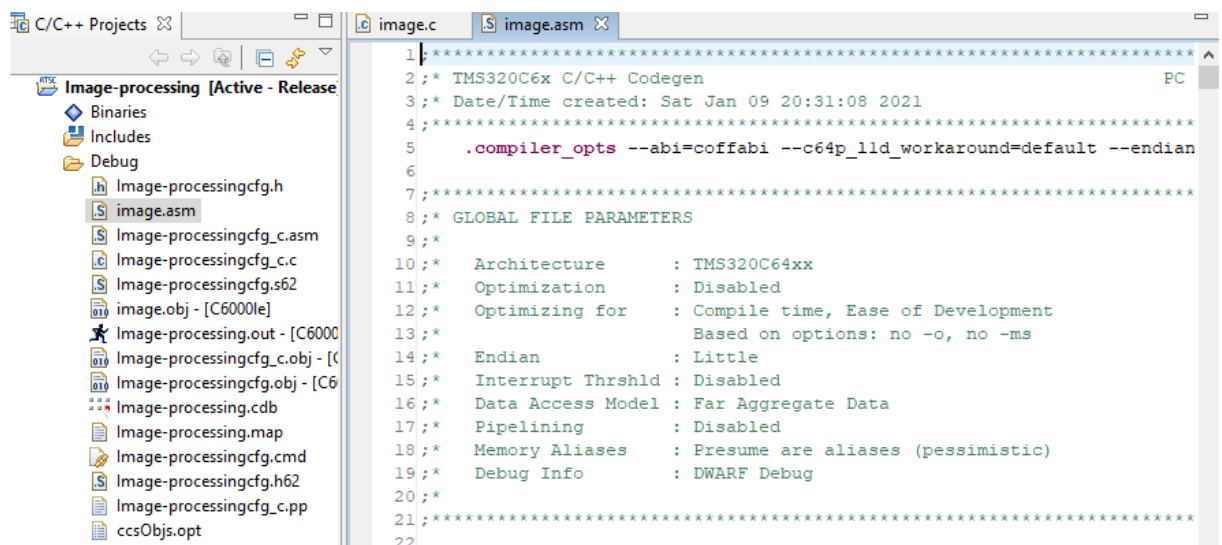 C/C++ Projects
Image-processing [Active - Release
Binaries
Includes
Debug
Image-processingcfg.h
image.asm
Image-processingcfg_c.asm
Image-processingcfg_c.c
Image-processingcfg.s62
image.obj - [C6000le]
Image-processing.out - [C6000
Image-processingcfg_c.obj - [C
Image-processingcfg.obj - [C6
Image-processing.cdb
Image-processing.map
Image-processingcfg.cmd
Image-processingcfg.h62
Image-processingcfg_c.pp
ccsObjs.opt
image.c
image.asm
1 ;******************************************************************************
2 ;* TMS320C6x C/C++ Codegen PC
3 ;* Date/Time created: Sat Jan 09 20:31:08 2021
4 ;******************************************************************************
5 .compiler_opts --abi=coffabi --c64p_l1d_workaround=default --endian
6
7 ;******************************************************************************
8 ;* GLOBAL FILE PARAMETERS
9 ;*
10 ;* Architecture : TMS320C64xx
11 ;* Optimization : Disabled
12 ;* Optimizing for : Compile time, Ease of Development
13 ;* Based on options: no -o, no -ms
14 ;* Endian : Little
15 ;* Interrupt Thrshld : Disabled
16 ;* Data Access Model : Far Aggregate Data
17 ;* Pipelining : Disabled
18 ;* Memory Aliases : Presume are aliases (pessimistic)
19 ;* Debug Info : DWARF Debug
20 ;*
21 ;******************************************************************************
22